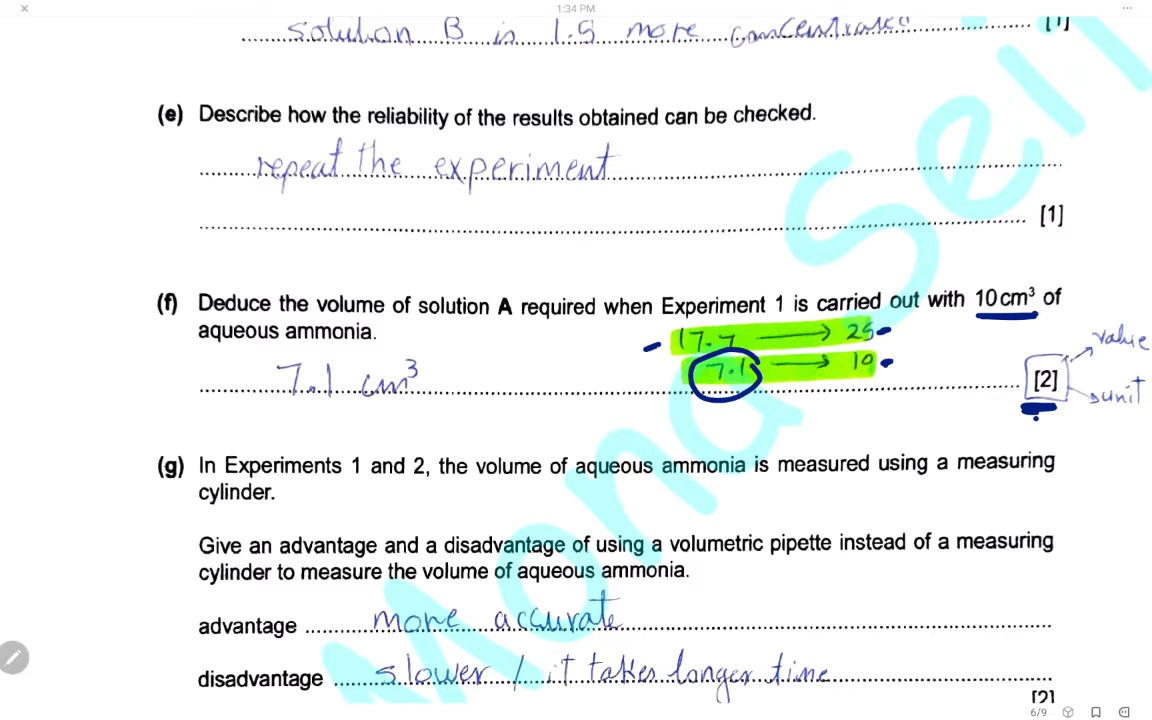 1:34 PM
solution B is 1.5 more concentrated [1]
(e) Describe how the reliability of the results obtained can be checked.
repeat the experiment
[1]
(f) Deduce the volume of solution A required when Experiment 1 is carried out with 10 cm³ of
aqueous ammonia.
17.7 → 25
value
7.1 → 10
7.1 cm³ [2]
unit
(g) In Experiments 1 and 2, the volume of aqueous ammonia is measured using a measuring
cylinder.
Give an advantage and a disadvantage of using a volumetric pipette instead of a measuring
cylinder to measure the volume of aqueous ammonia.
advantage more accurate
disadvantage slower / it takes longer time
[2]
6/9